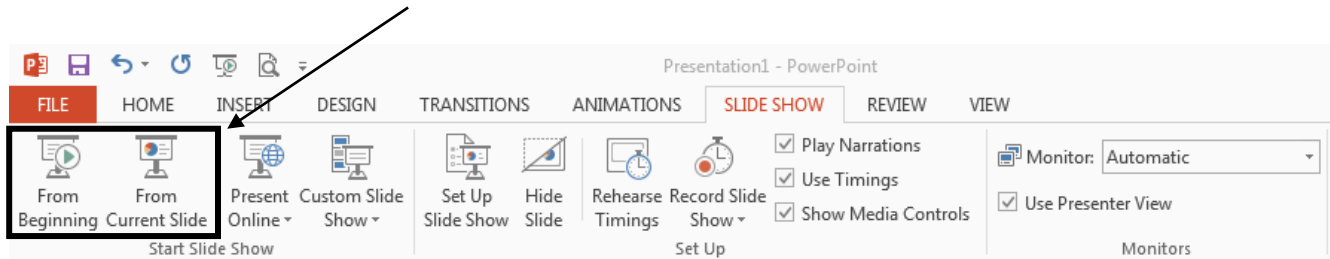 Presentation1 - PowerPoint
FILE HOME INSERT DESIGN TRANSITIONS ANIMATIONS SLIDE SHOW REVIEW VIEW
From Beginning
From Current Slide
Present Online
Custom Slide Show
Start Slide Show
Set Up Slide Show
Hide Slide
Rehearse Timings
Record Slide Show
Play Narrations
Use Timings
Show Media Controls
Set Up
Monitor: Automatic
Use Presenter View
Monitors